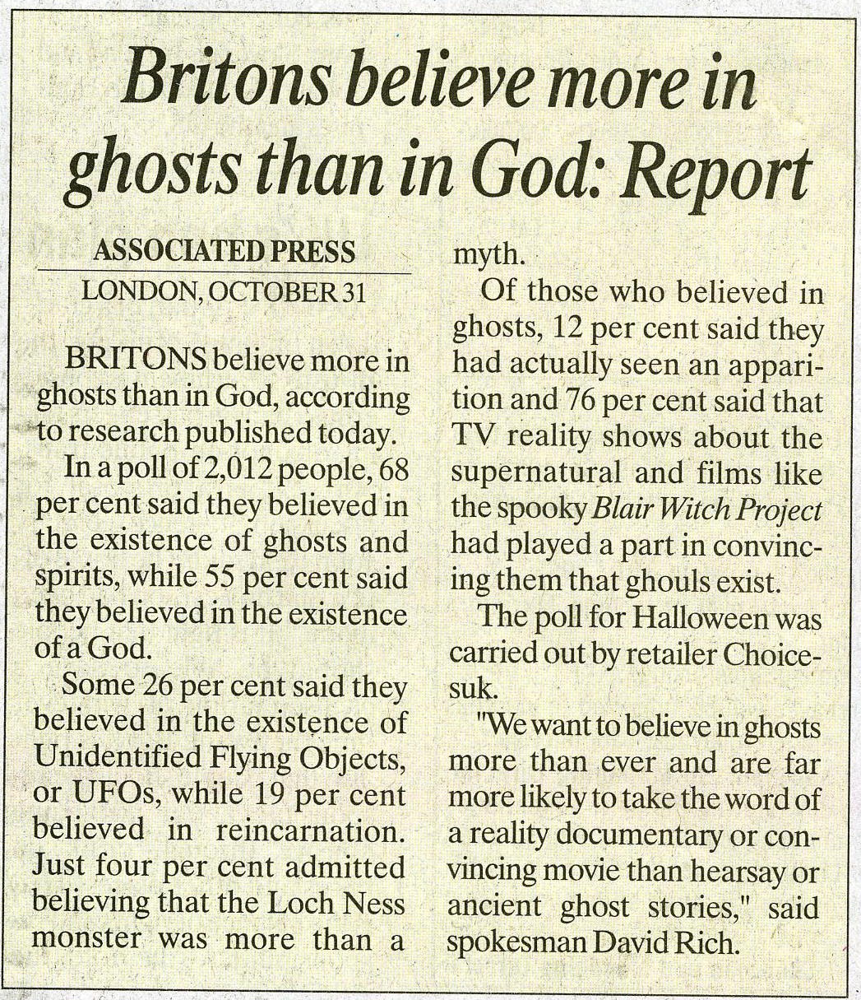 Britons believe more in
ghosts than in God: Report
ASSOCIATED PRESS
LONDON, OCTOBER 31
BRITONS believe more in
ghosts than in God, according
to research published today.
In a poll of 2,012 people, 68
per cent said they believed in
the existence of ghosts and
spirits, while 55 per cent said
they believed in the existence
of a God.
Some 26 per cent said they
believed in the existence of
Unidentified Flying Objects,
or UFOs, while 19 per cent
believed in reincarnation.
Just four per cent admitted
believing that the Loch Ness
monster was more than a
myth.
Of those who believed in
ghosts, 12 per cent said they
had actually seen an appari-
tion and 76 per cent said that
TV reality shows about the
supernatural and films like
the spooky Blair Witch Project
had played a part in convinc-
ing them that ghouls exist.
The poll for Halloween was
carried out by retailer Choice-
suk.
"We want to believe in ghosts
more than ever and are far
more likely to take the word of
a reality documentary or con-
vincing movie than hearsay or
ancient ghost stories," said
spokesman David Rich.